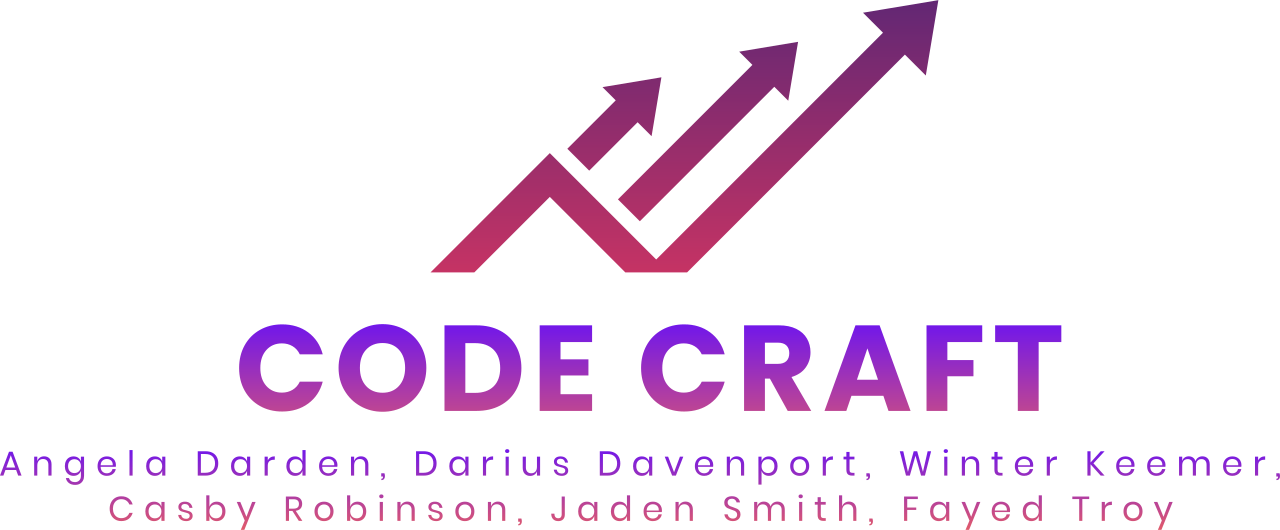 CODE CRAFT
Angela Darden, Darius Davenport, Winter Keemer,
Casby Robinson, Jaden Smith, Fayed Troy